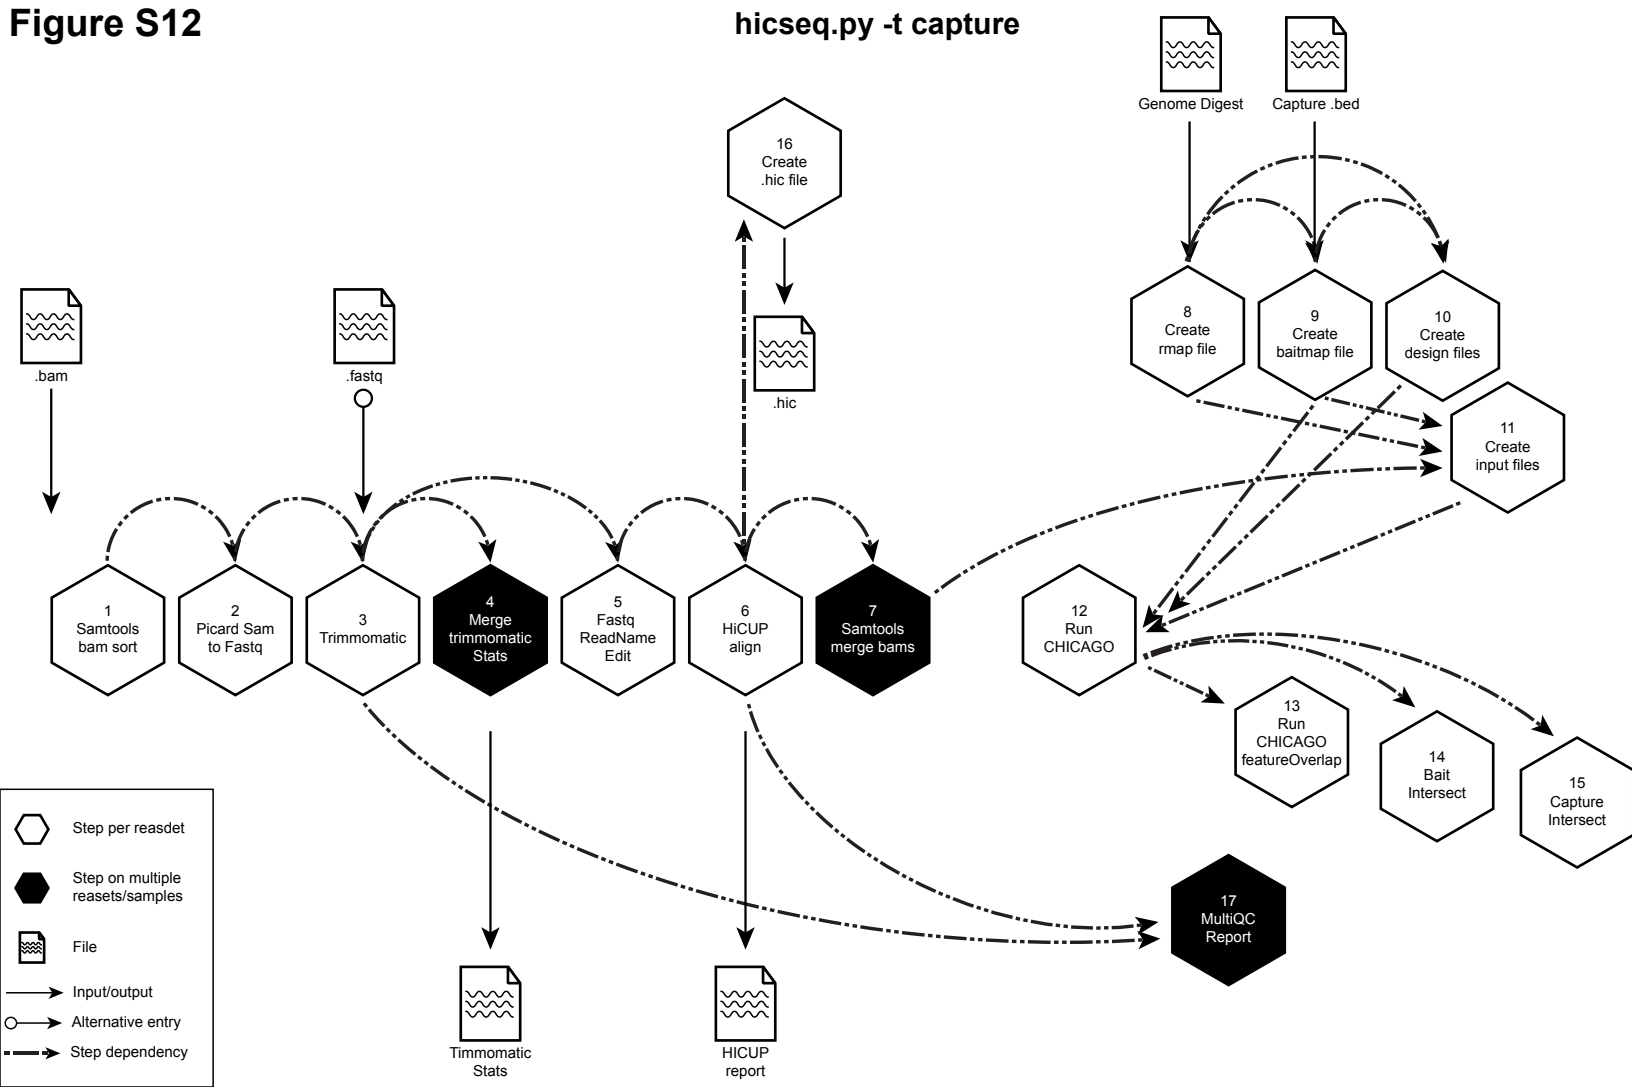 Figure S12
hicseq.py -t capture
Genome Digest
Capture .bed
16
Create
.hic file
.bam
.fastq
.hic
8
Create
rmap file
9
Create
baitmap file
10
Create
design files
11
Create
input files
1
Samtools
bam sort
2
Picard Sam
to Fastq
3
Trimmomatic
4
Merge
trimmomatic
Stats
5
Fastq
ReadName
Edit
6
HiCUP
align
7
Samtools
merge bams
12
Run
CHICAGO
13
Run
CHICAGO
featureOverlap
14
Bait
Intersect
15
Capture
Intersect
17
MultiQC
Report
Step per reasdet
Step on multiple
reasets/samples
File
Input/output
Alternative entry
Step dependency
Timmomatic
Stats
HICUP
report